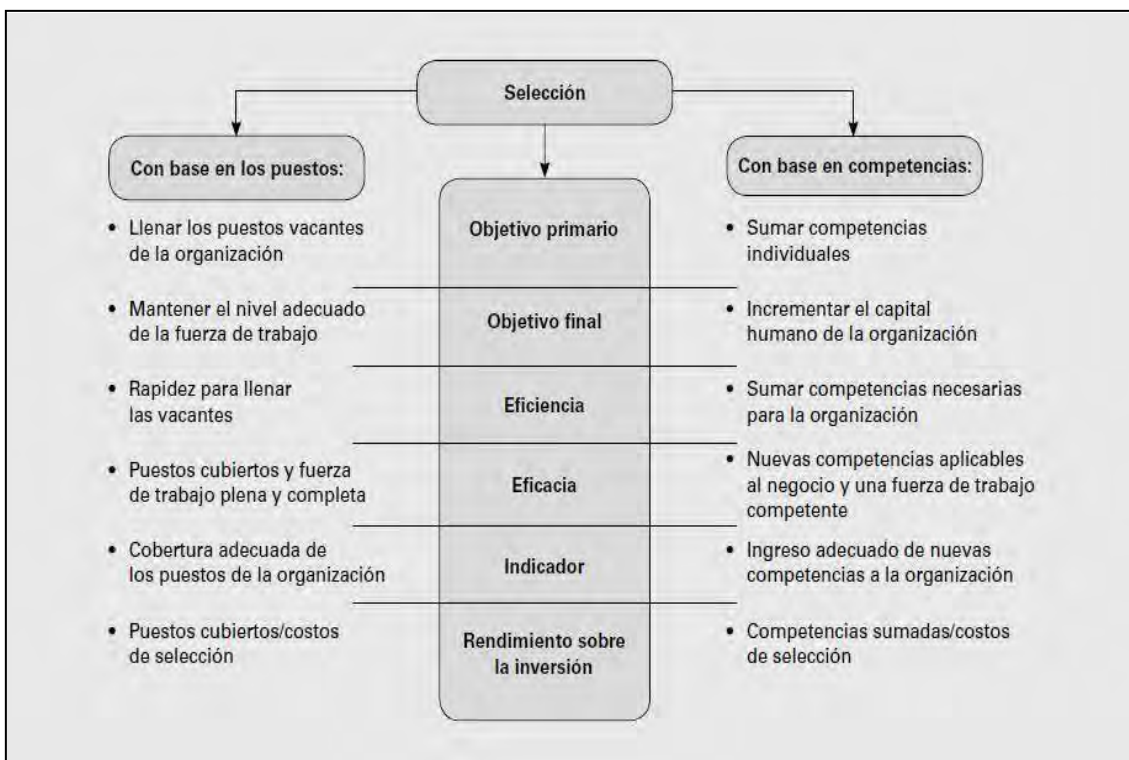 Selección
Con base en los puestos:
• Llenar los puestos vacantes
de la organización
• Mantener el nivel adecuado
de la fuerza de trabajo
• Rapidez para llenar
las vacantes
• Puestos cubiertos y fuerza
de trabajo plena y completa
• Cobertura adecuada de
los puestos de la organización
• Puestos cubiertos/costos
de selección
Objetivo primario
Objetivo final
Eficiencia
Eficacia
Indicador
Rendimiento sobre
la inversión
Con base en competencias:
• Sumar competencias
individuales
• Incrementar el capital
humano de la organización
• Sumar competencias necesarias
para la organización
• Nuevas competencias aplicables
al negocio y una fuerza de trabajo
competente
• Ingreso adecuado de nuevas
competencias a la organización
• Competencias sumadas/costos
de selección